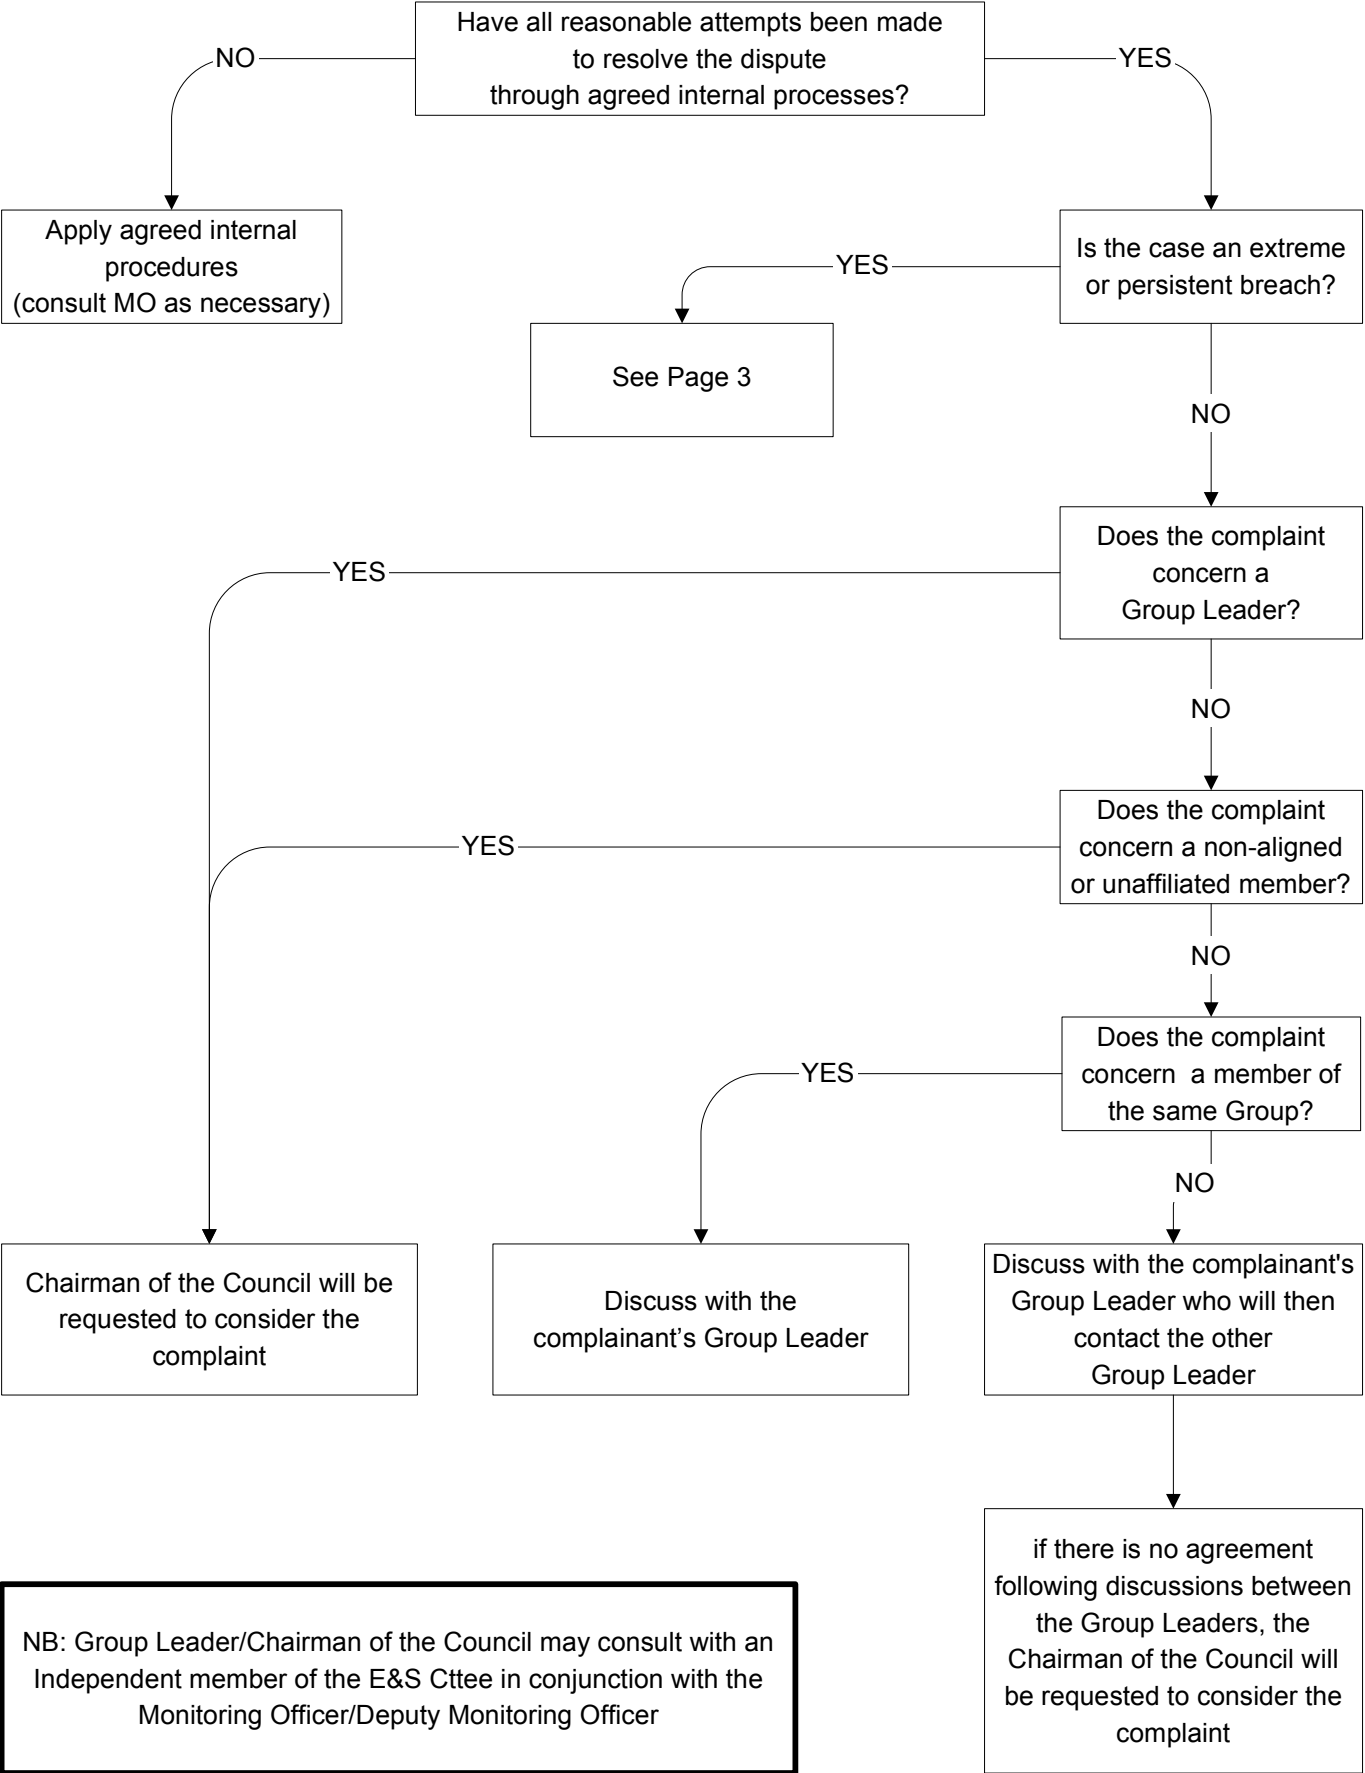 Have all reasonable attempts been made
to resolve the dispute
through agreed internal processes?
NO
YES
Apply agreed internal
procedures
(consult MO as necessary)
Is the case an extreme
or persistent breach?
YES
See Page 3
NO
Does the complaint
concern a
Group Leader?
YES
NO
Does the complaint
concern a non-aligned
or unaffiliated member?
YES
NO
Does the complaint
concern  a member of
the same Group?
YES
NO
Chairman of the Council will be
requested to consider the
complaint
Discuss with the
complainant’s Group Leader
Discuss with the complainant's
Group Leader who will then
contact the other
Group Leader
if there is no agreement
following discussions between
the Group Leaders, the
Chairman of the Council will
be requested to consider the
complaint
NB: Group Leader/Chairman of the Council may consult with an
Independent member of the E&S Cttee in conjunction with the
Monitoring Officer/Deputy Monitoring Officer